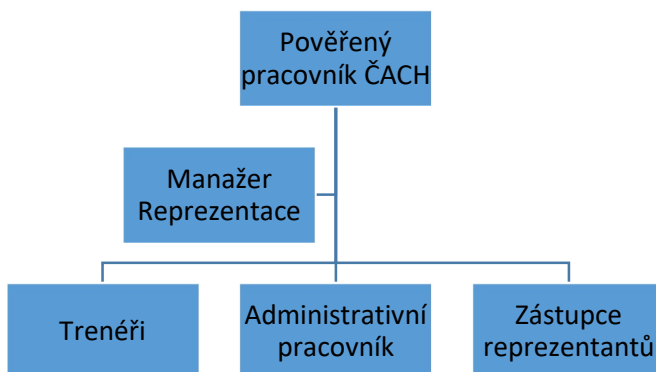 Pověřený
pracovník ČACH
Manažer
Reprezentace
Trenéři
Administrativní
pracovník
Zástupce
reprezentantů